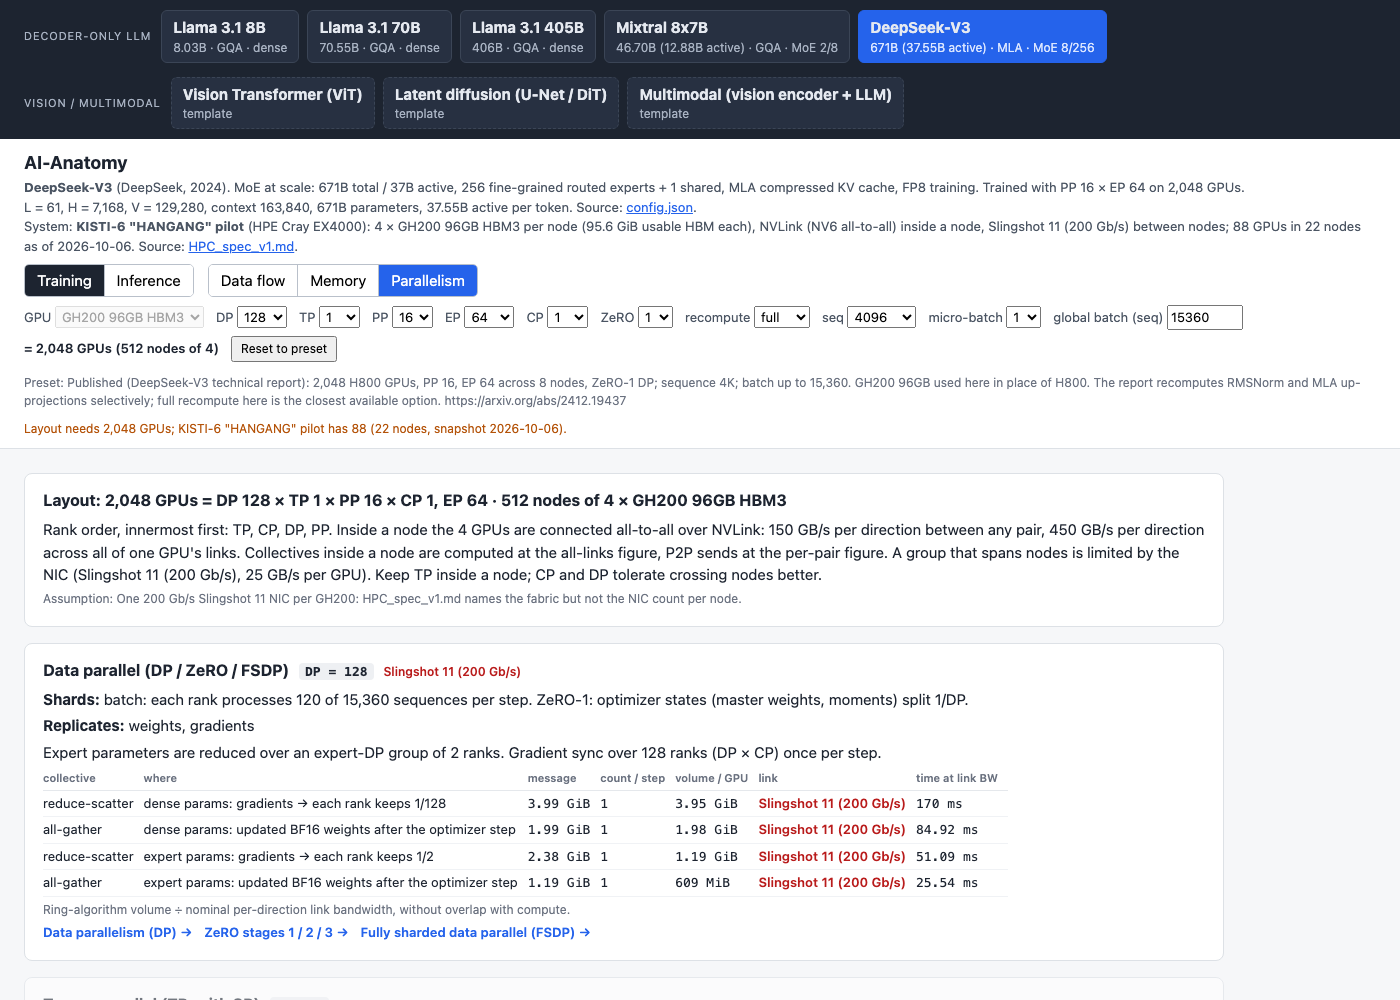 DECODER-ONLY LLM
Llama 3.1 8B
8.03B · GQA · dense
Llama 3.1 70B
70.55B · GQA · dense
Llama 3.1 405B
406B · GQA · dense
Mixtral 8x7B
46.70B (12.88B active) · GQA · MoE 2/8
DeepSeek-V3
671B (37.55B active) · MLA · MoE 8/256
VISION / MULTIMODAL
Vision Transformer (ViT)
template
Latent diffusion (U-Net / DiT)
template
Multimodal (vision encoder + LLM)
template
AI-Anatomy
DeepSeek-V3 (DeepSeek, 2024). MoE at scale: 671B total / 37B active, 256 fine-grained routed experts + 1 shared, MLA compressed KV cache, FP8 training. Trained with PP 16 × EP 64 on 2,048 GPUs.
L = 61, H = 7,168, V = 129,280, context 163,840, 671B parameters, 37.55B active per token. Source: config.json.
System: KISTI-6 "HANGANG" pilot (HPE Cray EX4000): 4 × GH200 96GB HBM3 per node (95.6 GiB usable HBM each), NVLink (NV6 all-to-all) inside a node, Slingshot 11 (200 Gb/s) between nodes; 88 GPUs in 22 nodes
as of 2026-10-06. Source: HPC_spec_v1.md.
Training Inference Data flow Memory Parallelism
GPU GH200 96GB HBM3 DP 128 TP 1 PP 16 EP 64 CP 1 ZeRO 1 recompute full seq 4096 micro-batch 1 global batch (seq) 15360
= 2,048 GPUs (512 nodes of 4) Reset to preset
Preset: Published (DeepSeek-V3 technical report): 2,048 H800 GPUs, PP 16, EP 64 across 8 nodes, ZeRO-1 DP; sequence 4K; batch up to 15,360. GH200 96GB used here in place of H800. The report recomputes RMSNorm and MLA up-
projections selectively; full recompute here is the closest available option. https://arxiv.org/abs/2412.19437
Layout needs 2,048 GPUs; KISTI-6 "HANGANG" pilot has 88 (22 nodes, snapshot 2026-10-06).
Layout: 2,048 GPUs = DP 128 × TP 1 × PP 16 × CP 1, EP 64 · 512 nodes of 4 × GH200 96GB HBM3
Rank order, innermost first: TP, CP, DP, PP. Inside a node the 4 GPUs are connected all-to-all over NVLink: 150 GB/s per direction between any pair, 450 GB/s per direction
across all of one GPU's links. Collectives inside a node are computed at the all-links figure, P2P sends at the per-pair figure. A group that spans nodes is limited by the
NIC (Slingshot 11 (200 Gb/s), 25 GB/s per GPU). Keep TP inside a node; CP and DP tolerate crossing nodes better.
Assumption: One 200 Gb/s Slingshot 11 NIC per GH200: HPC_spec_v1.md names the fabric but not the NIC count per node.
Data parallel (DP / ZeRO / FSDP) DP = 128 Slingshot 11 (200 Gb/s)
Shards: batch: each rank processes 120 of 15,360 sequences per step. ZeRO-1: optimizer states (master weights, moments) split 1/DP.
Replicates: weights, gradients
Expert parameters are reduced over an expert-DP group of 2 ranks. Gradient sync over 128 ranks (DP × CP) once per step.
collective where message count / step volume / GPU link time at link BW
reduce-scatter dense params: gradients → each rank keeps 1/128 3.99 GiB 1 3.95 GiB Slingshot 11 (200 Gb/s) 170 ms
all-gather dense params: updated BF16 weights after the optimizer step 1.99 GiB 1 1.98 GiB Slingshot 11 (200 Gb/s) 84.92 ms
reduce-scatter expert params: gradients → each rank keeps 1/2 2.38 GiB 1 1.19 GiB Slingshot 11 (200 Gb/s) 51.09 ms
all-gather expert params: updated BF16 weights after the optimizer step 1.19 GiB 1 609 MiB Slingshot 11 (200 Gb/s) 25.54 ms
Ring-algorithm volume ÷ nominal per-direction link bandwidth, without overlap with compute.
Data parallelism (DP) → ZeRO stages 1 / 2 / 3 → Fully sharded data parallel (FSDP) →